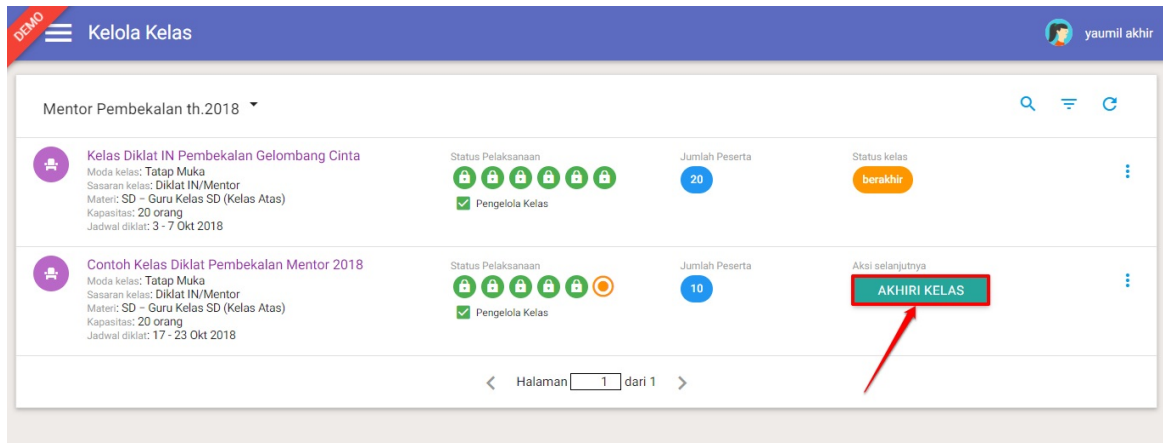 DEMO
Kelola Kelas
yaumil akhir
Mentor Pembekalan th.2018
Kelas Diklat IN Pembekalan Gelombang Cinta
Moda kelas: Tatap Muka
Sasaran kelas: Diklat IN/Mentor
Materi: SD – Guru Kelas SD (Kelas Atas)
Kapasitas: 20 orang
Jadwal diklat: 3 - 7 Okt 2018
Status Pelaksanaan
Pengelola Kelas
Jumlah Peserta
20
Status kelas
berakhir
Contoh Kelas Diklat Pembekalan Mentor 2018
Moda kelas: Tatap Muka
Sasaran kelas: Diklat IN/Mentor
Materi: SD – Guru Kelas SD (Kelas Atas)
Kapasitas: 20 orang
Jadwal diklat: 17 - 23 Okt 2018
Status Pelaksanaan
Pengelola Kelas
Jumlah Peserta
10
Aksi selanjutnya
AKHIRI KELAS
Halaman 1 dari 1